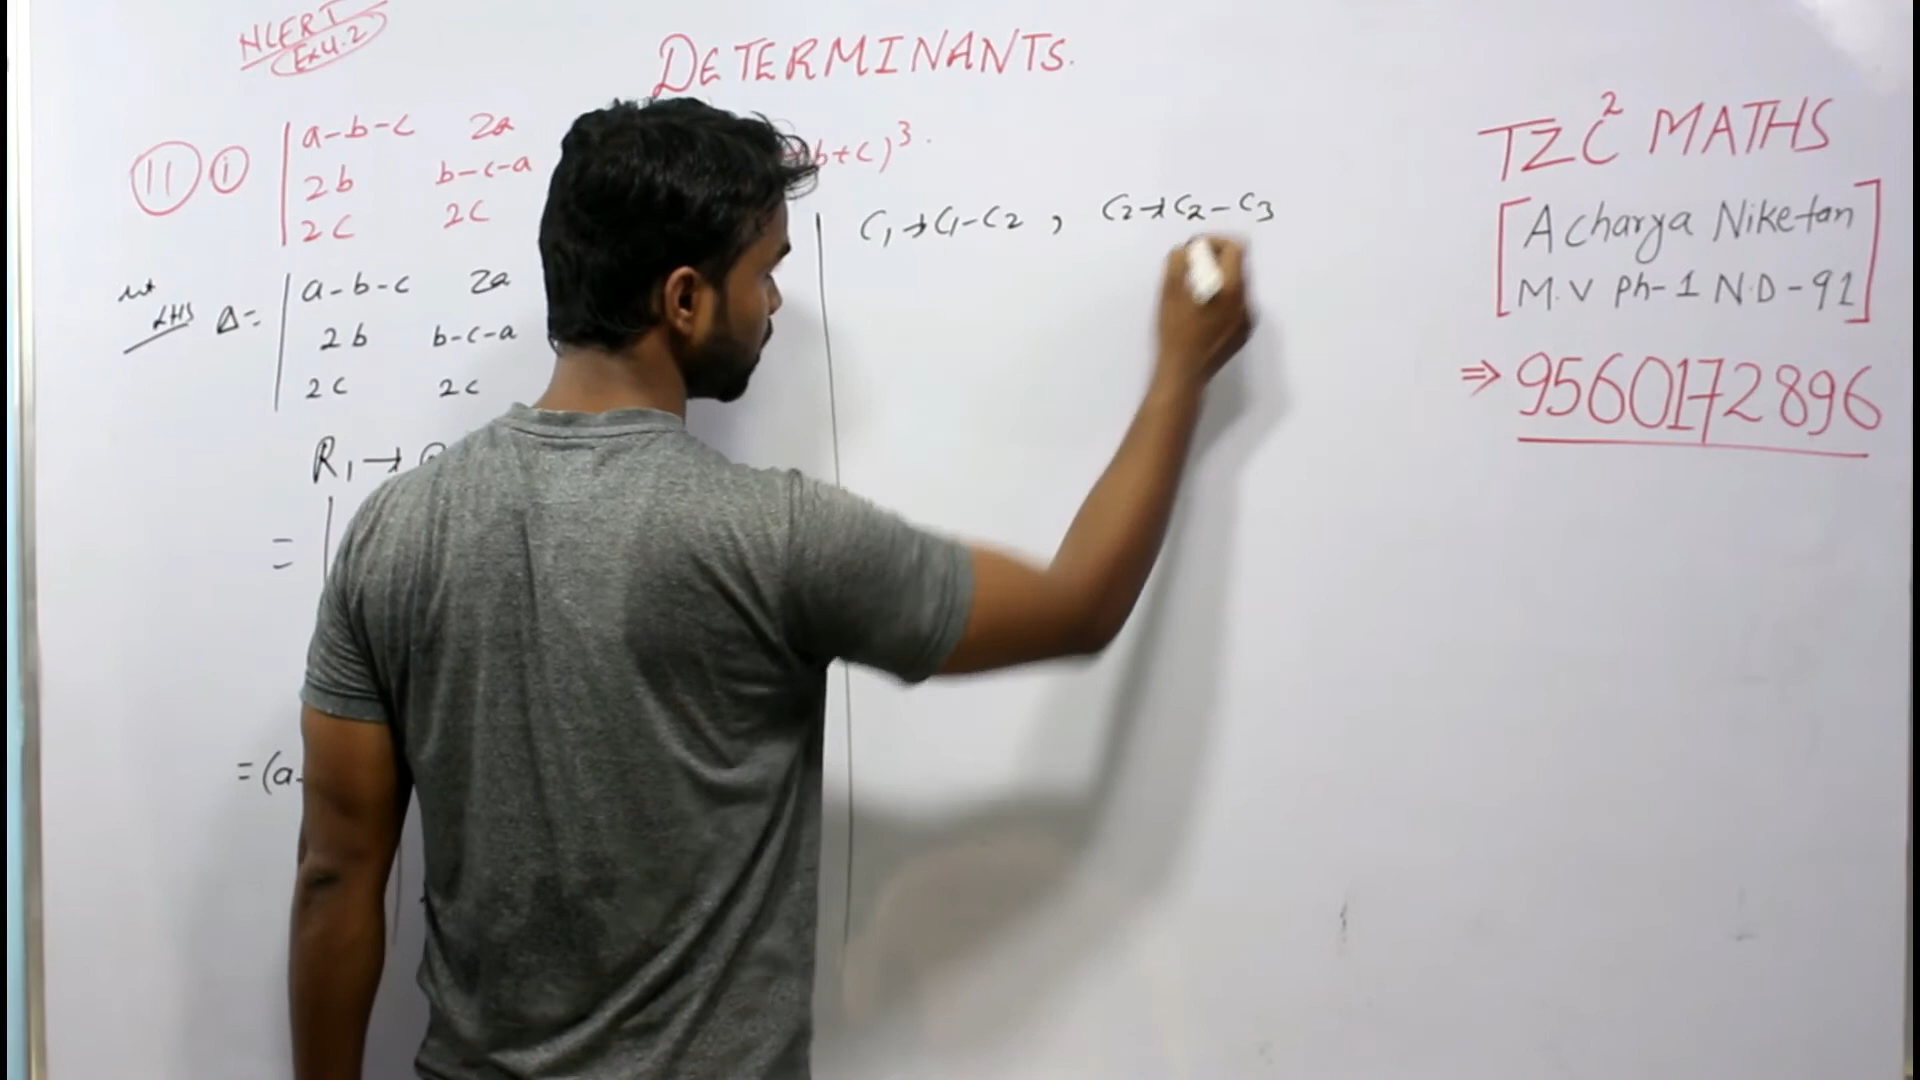 NCERT
Ex 4.2
DETERMINANTS.
11 i a-b-c 2a
2b b-c-a
2c 2c
+b+c)³.
LHS Δ= a-b-c 2a
2b b-c-a
2c 2c
R₁→
=
=(a-
C₁→C₁-C₂ , C₂→C₂-C₃
TZC² MATHS
[Acharya Niketan
M.V Ph-1 N.D-91]
⇒ 9560172896